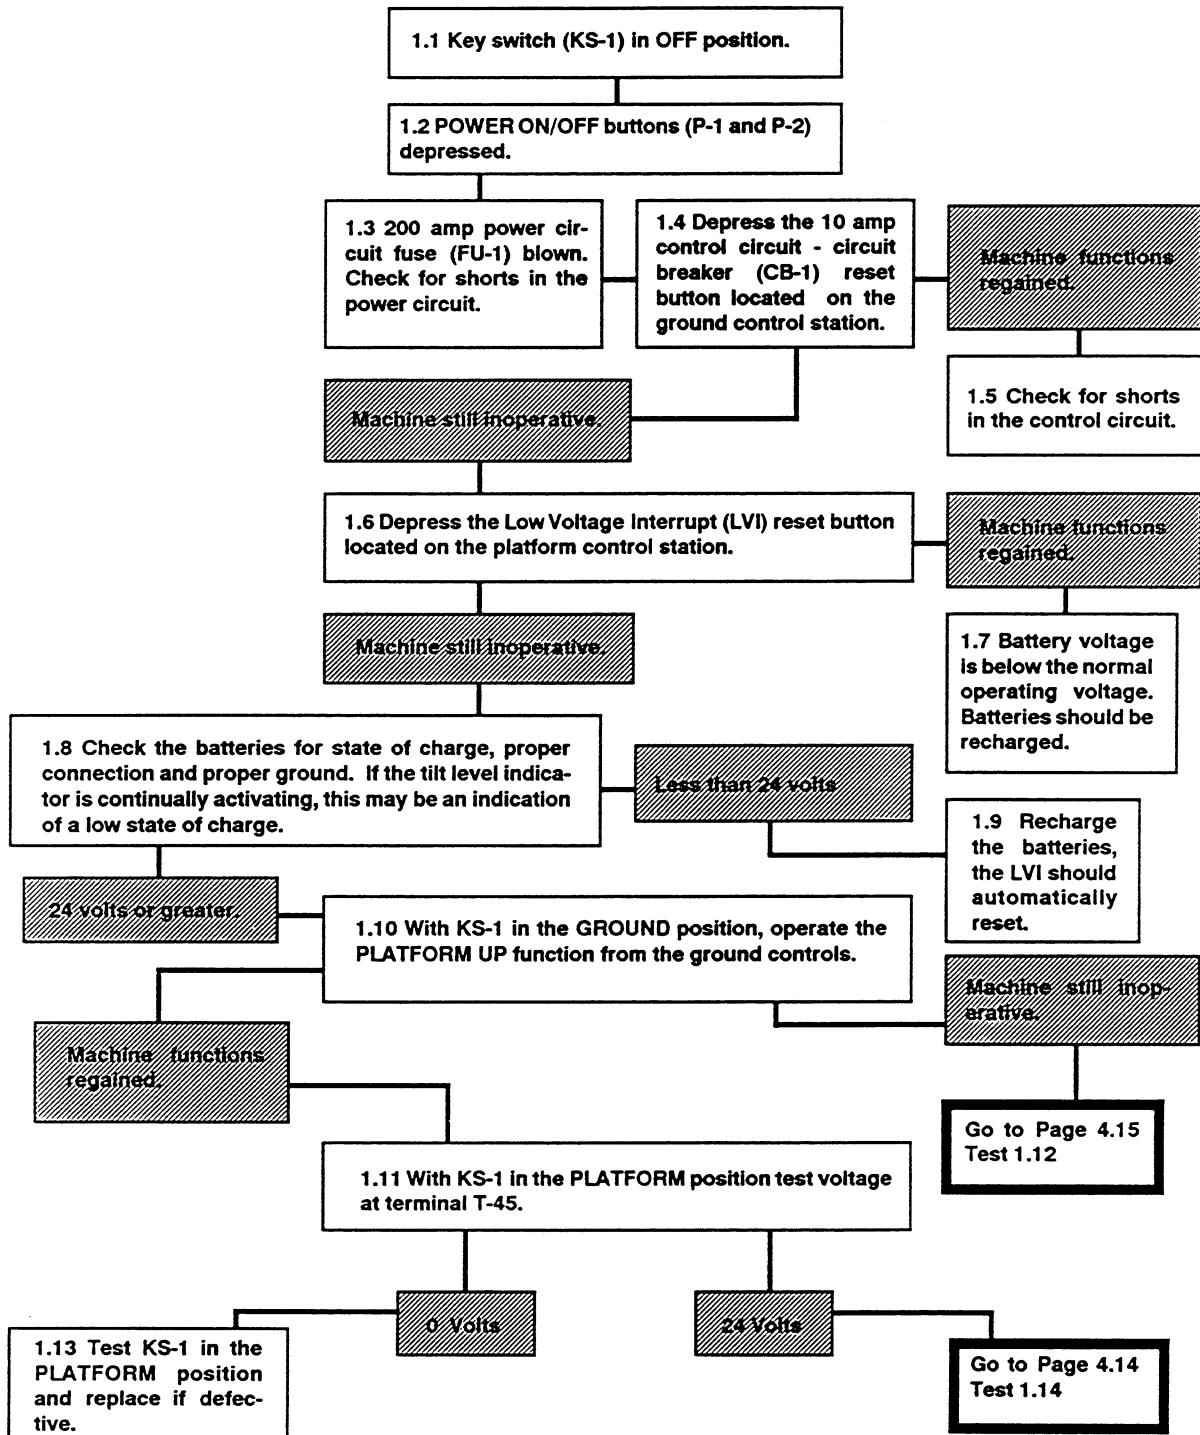 1.1 Key switch (KS-1) in OFF position.
1.2 POWER ON/OFF buttons (P-1 and P-2)
depressed.
1.3 200 amp power cir-
cuit fuse (FU-1) blown.
Check for shorts in the
power circuit.
1.4 Depress the 10 amp
control circuit - circuit
breaker (CB-1) reset
button located on the
ground control station.
Machine functions
regained.
1.5 Check for shorts
in the control circuit.
Machine still inoperative.
1.6 Depress the Low Voltage Interrupt (LVI) reset button
located on the platform control station.
Machine functions
regained.
Machine still inoperative.
1.7 Battery voltage
is below the normal
operating voltage.
Batteries should be
recharged.
1.8 Check the batteries for state of charge, proper
connection and proper ground. If the tilt level indica-
tor is continually activating, this may be an indication
of a low state of charge.
Less than 24 volts
1.9 Recharge
the batteries,
the LVI should
automatically
reset.
24 volts or greater.
1.10 With KS-1 in the GROUND position, operate the
PLATFORM UP function from the ground controls.
Machine still inop-
erative.
Machine functions
regained.
Go to Page 4.15
Test 1.12
1.11 With KS-1 in the PLATFORM position test voltage
at terminal T-45.
0 Volts
24 Volts
1.13 Test KS-1 in the
PLATFORM position
and replace if defec-
tive.
Go to Page 4.14
Test 1.14